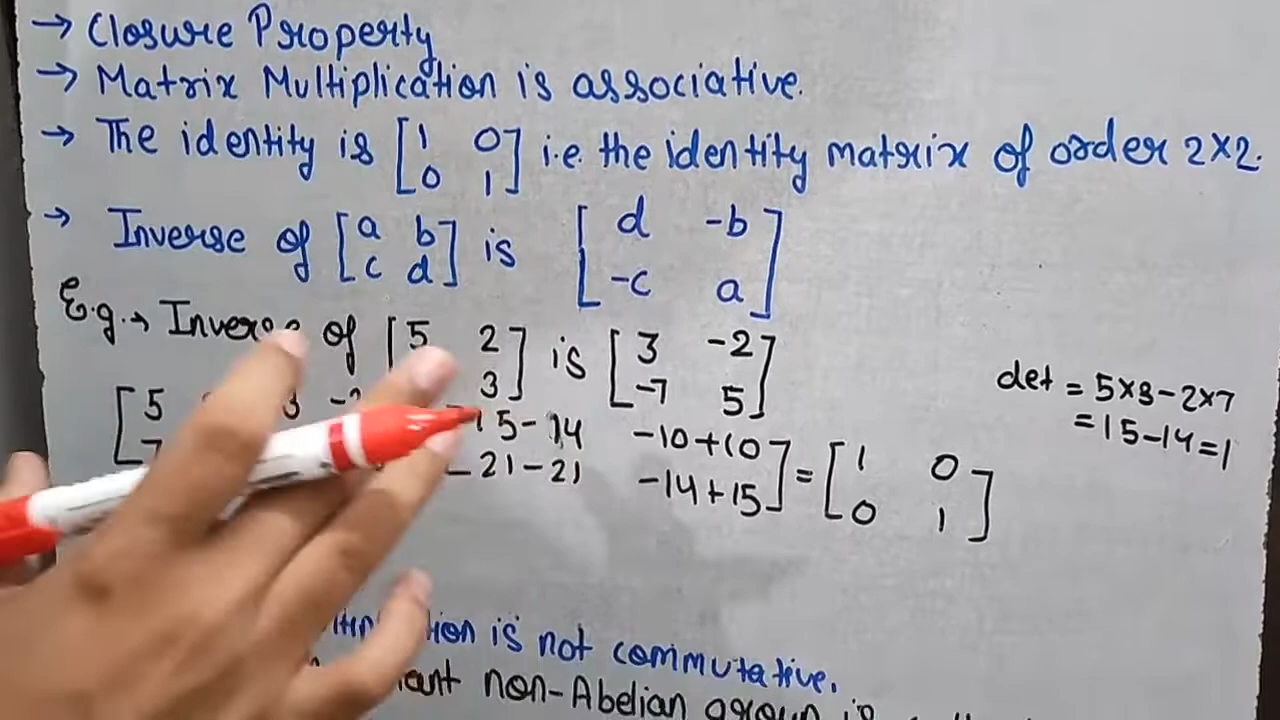 → Closure Property
→ Matrix Multiplication is associative.
→ The identity is [1 0; 0 1] i.e. the identity matrix of order 2×2.
→ Inverse of [a b; c d] is [d -b; -c a]
E.g.→ Inverse of [5 2; 3] is [3 -2; -7 5]
det = 5×3-2×7
= 15-14=1
[5 3 15-14 -10+10; 21-21 -14+15] = [1 0; 0 1]
is not commutative.
non-Abelian group is